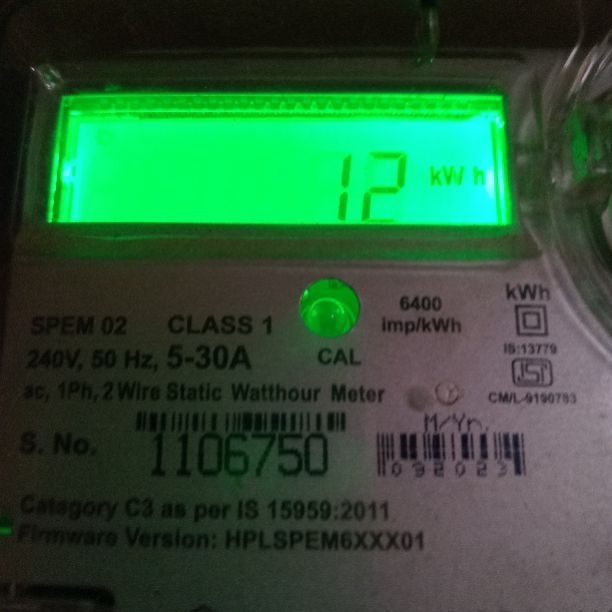 12 kWh
SPEM 02 CLASS 1
6400
imp/kWh
kWh
240V, 50 Hz, 5-30A
CAL
IS:13779
ISI
ac, 1Ph, 2 Wire Static Watthour Meter
CM/L-9190783
M/Yr.
S. No. 1106750
092023
Catagory C3 as per IS 15959:2011
Firmware Version: HPLSPEM6XXX01